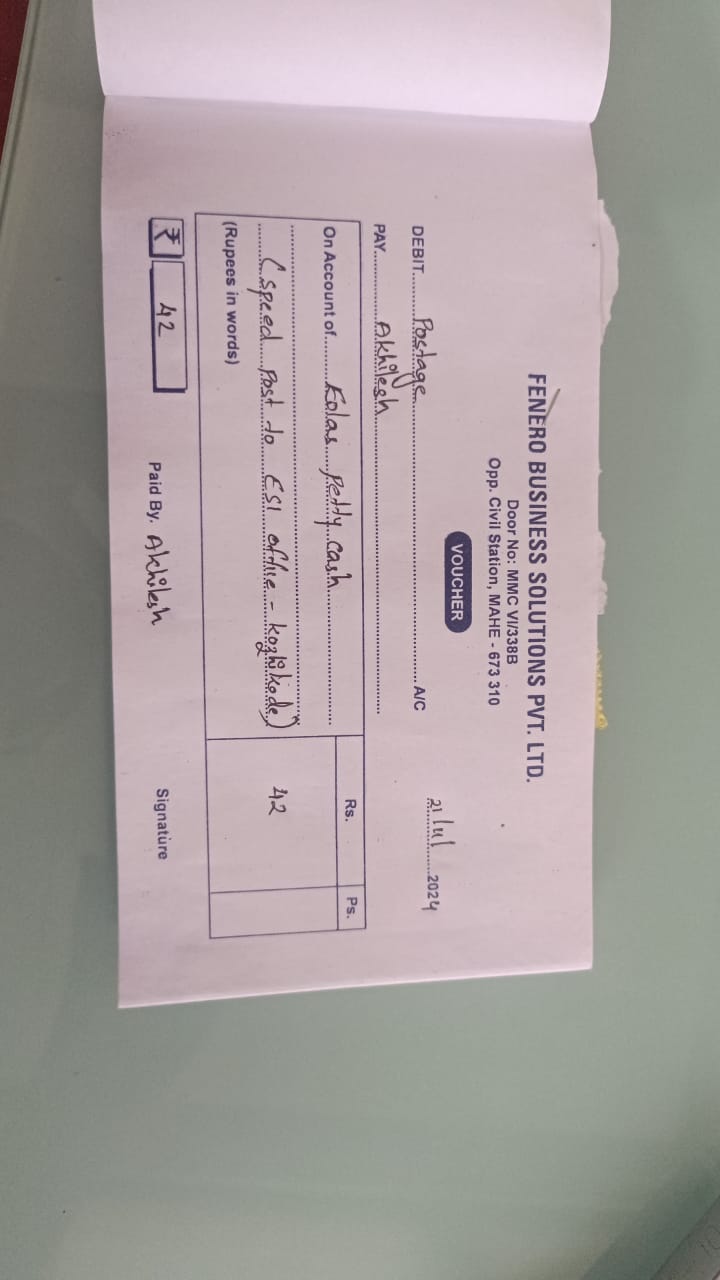 FENERO BUSINESS SOLUTIONS PVT. LTD.
Door No: MMC VI/338B
Opp. Civil Station, MAHE - 673 310
VOUCHER
21 2024
DEBIT. Postage A/C
PAY. Akhilesh
Rs. Ps.
On Account of. Kolas petty cash
(speed post to ESI office - kozhikode) 42
(Rupees in words)
₹ 42 Paid By. Akhilesh Signature